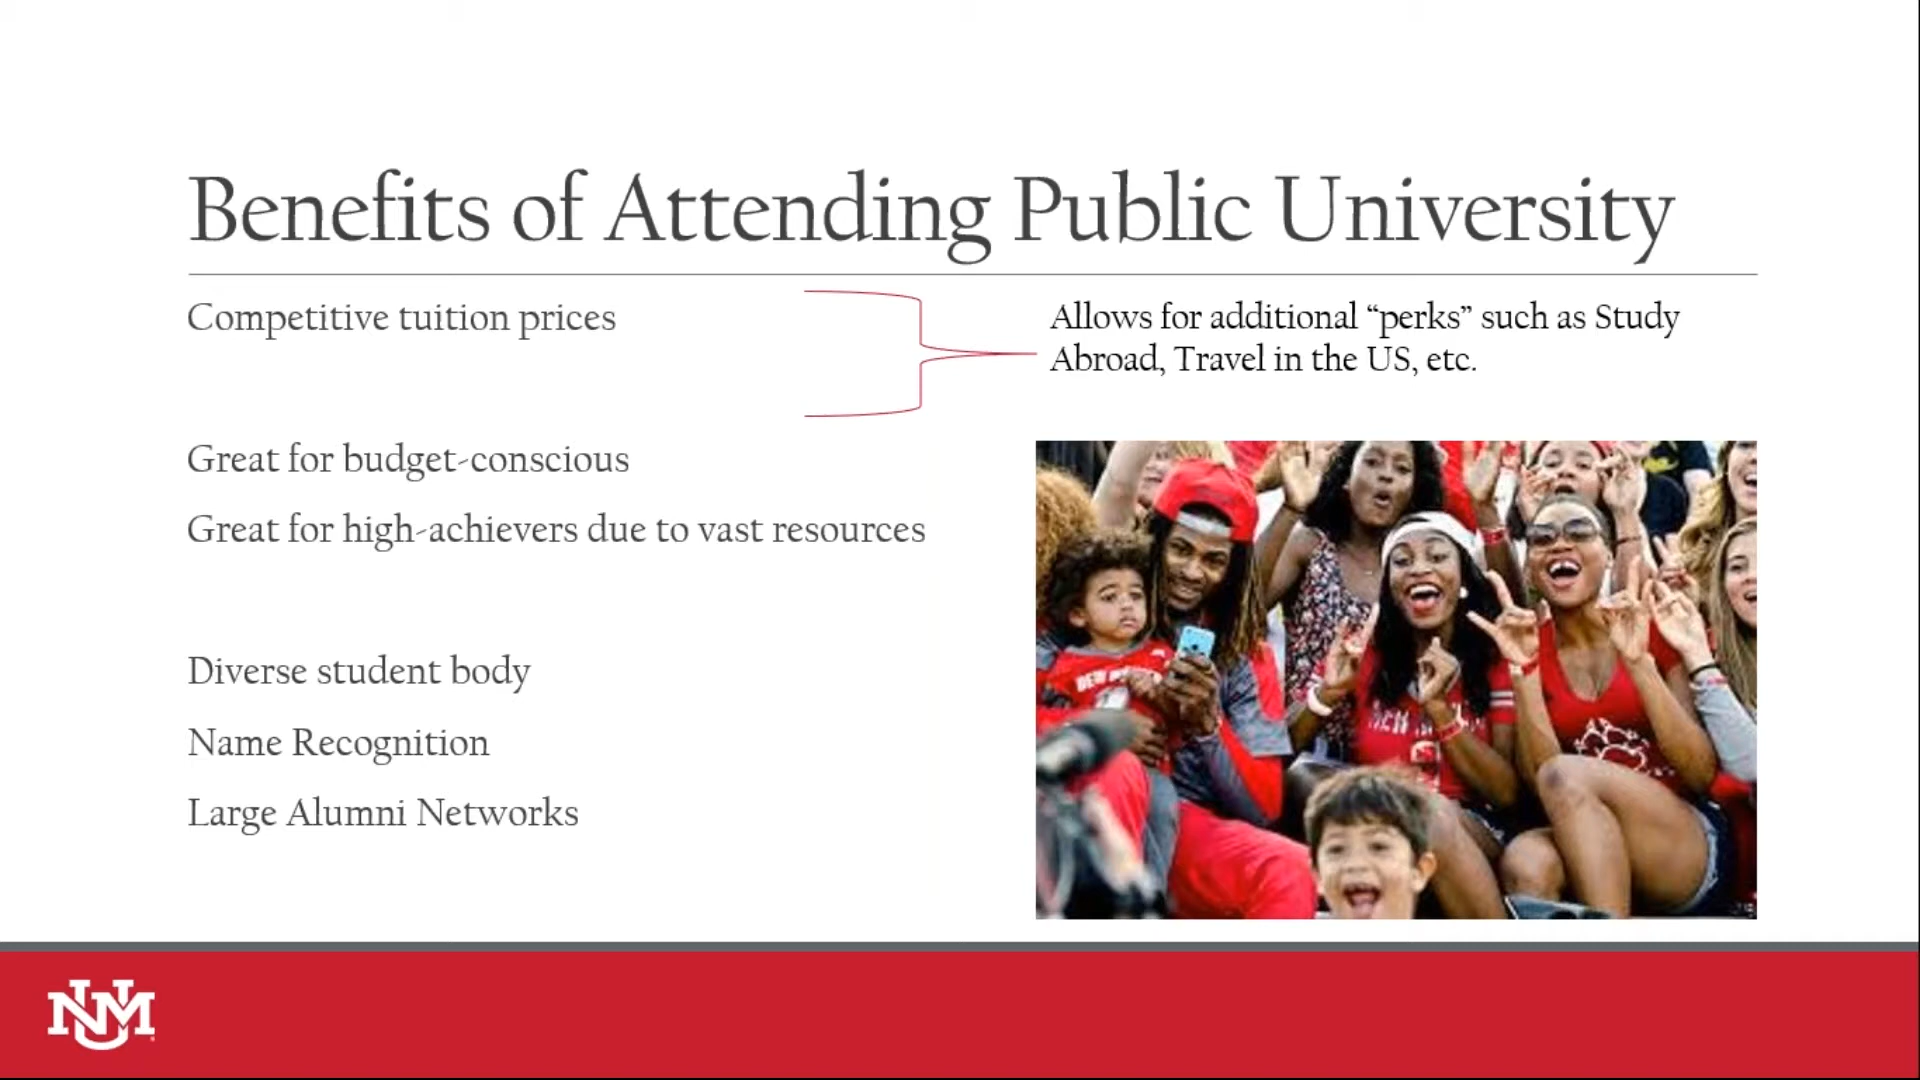 Benefits of Attending Public University
Competitive tuition prices
Allows for additional “perks” such as Study
Abroad, Travel in the US, etc.
Great for budget-conscious
Great for high-achievers due to vast resources
Diverse student body
Name Recognition
Large Alumni Networks
UNM